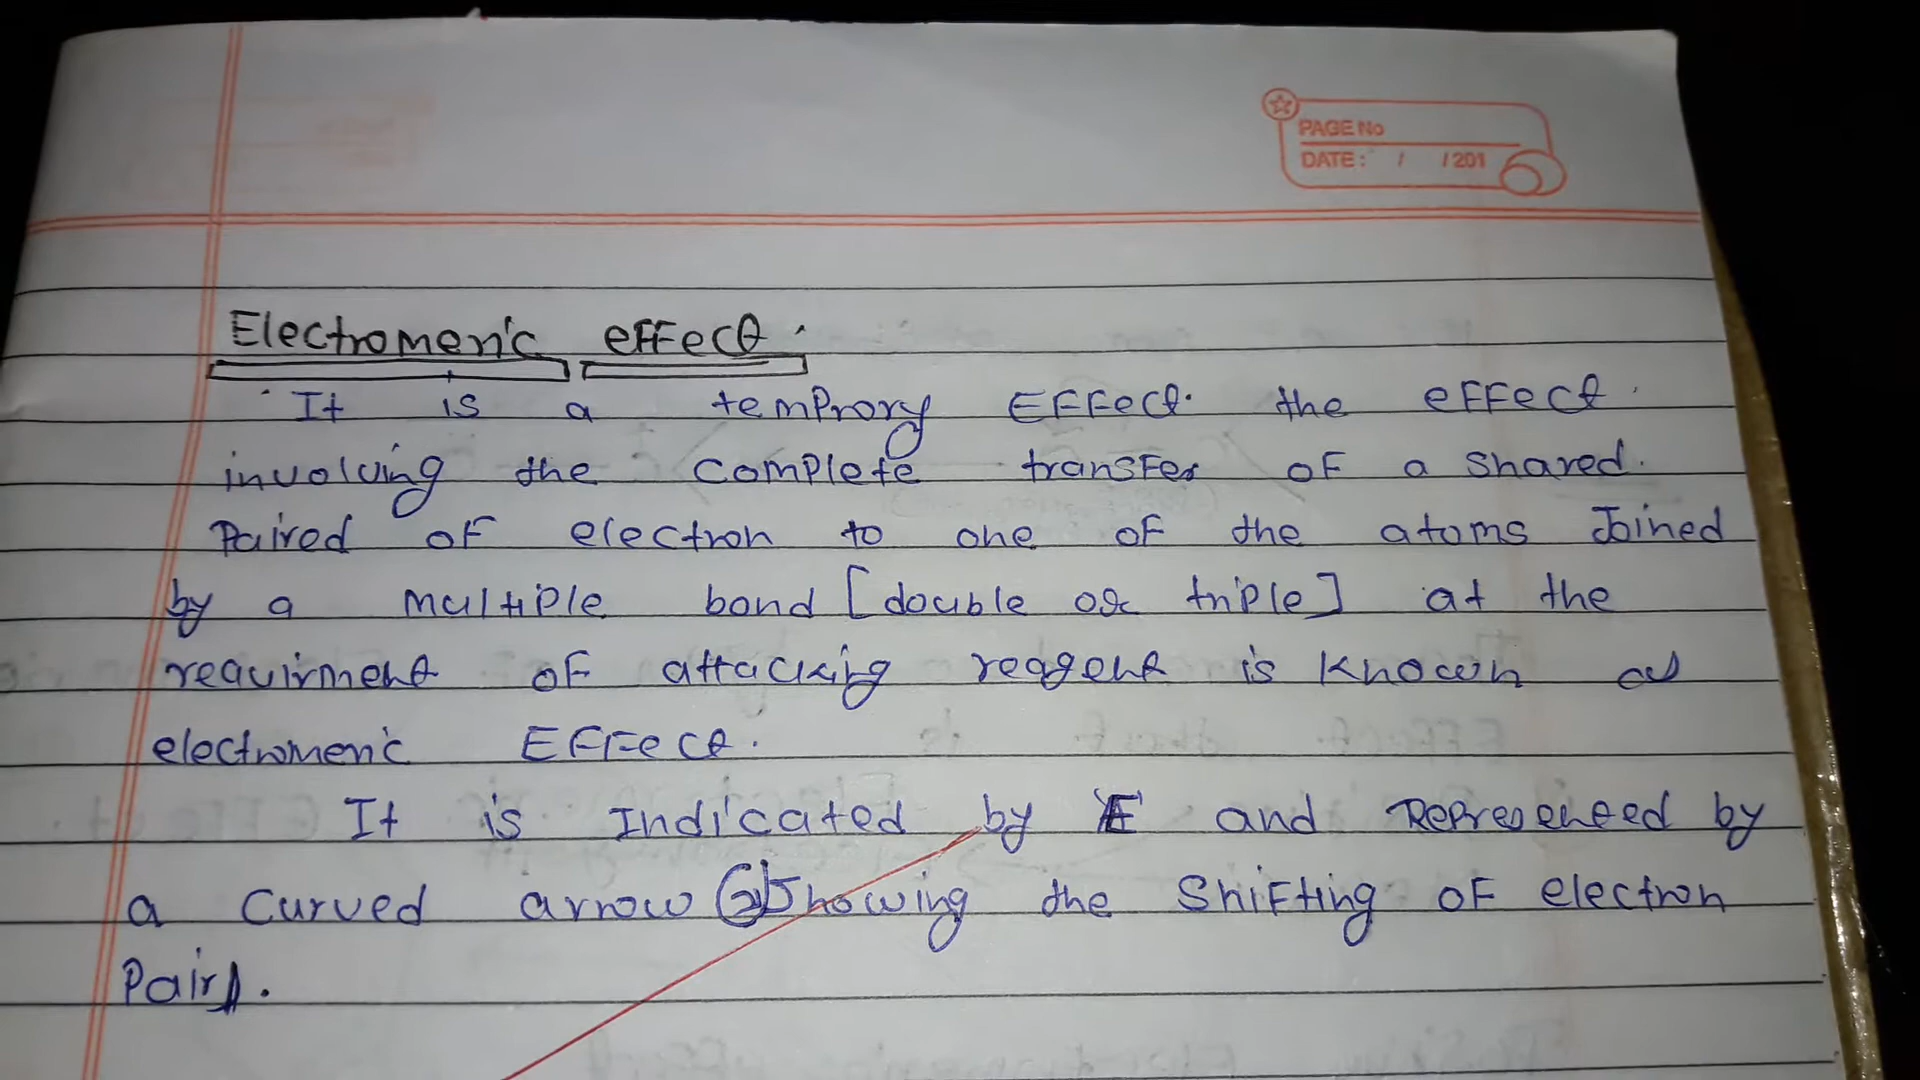 PAGE No
DATE: / /201
Electromeric effect.
It is a temprory Effect. the effect
involving the complete transfer of a shared.
Paired of electron to one of the atoms Joined
by a multiple bond [double or triple] at the
requirment of attacking reagent is known as
electromeric Effect.
It is Indicated by 'E' and Represented by
a curved arrow showing the shifting of electron
Pairs.